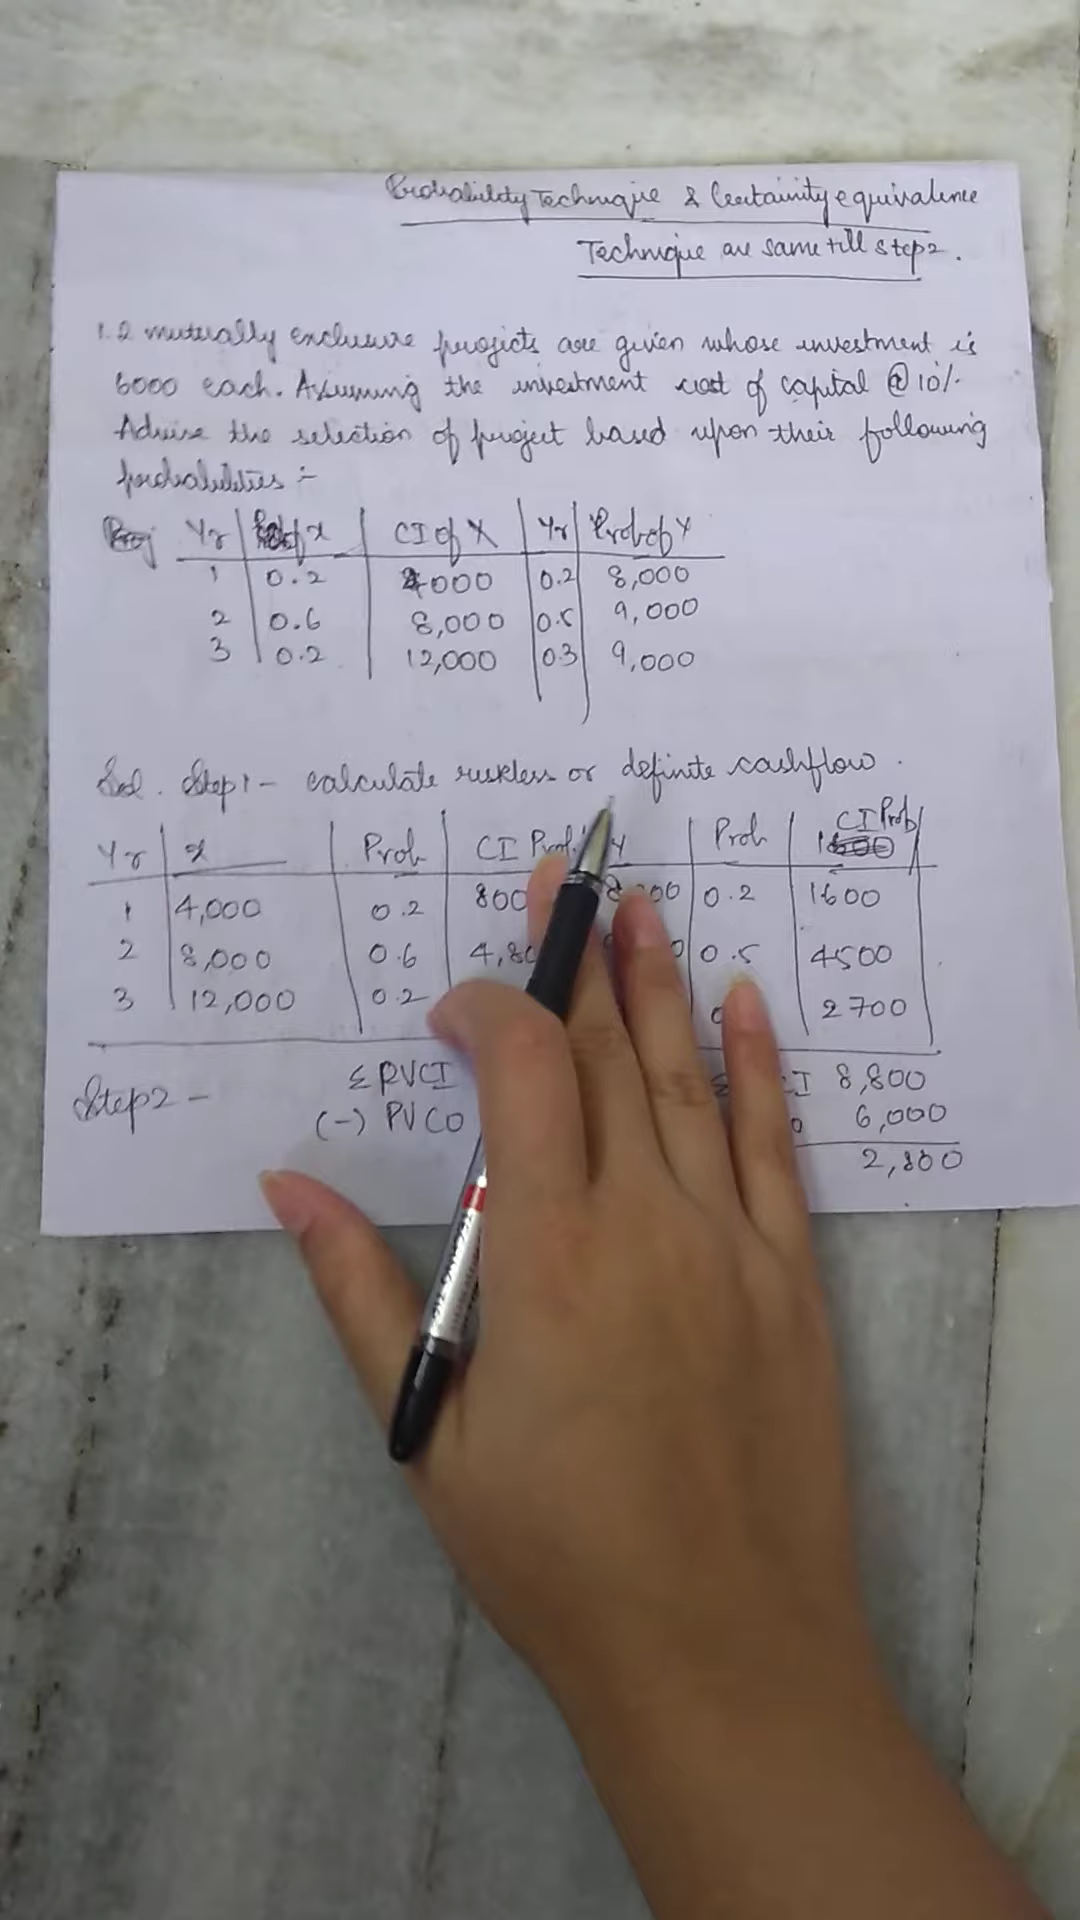 Probability Technique & Certainity equivalence
Technique are same till step 2.
1. 2 mutually exclusive projects are given whose investment is
6000 each. Assuming the investment cost of capital @ 10%.
Advise the selection of project based upon their following
probabilities :-
Yr x CI of X Yr Prob of Y
1 0.2 4000 0.2 8,000
2 0.6 8,000 0.5 9,000
3 0.2 12,000 0.3 9,000
Sol. Step 1 - calculate riskless or definite cashflow.
Yr x Prob CI Prob Y Prob CI Prob
1 4,000 0.2 800 0.2 1600
2 8,000 0.6 4,80 0.5 4500
3 12,000 0.2 2700
Step 2 - Σ PVCI 8,800
(-) PVCO 6,000
2,800